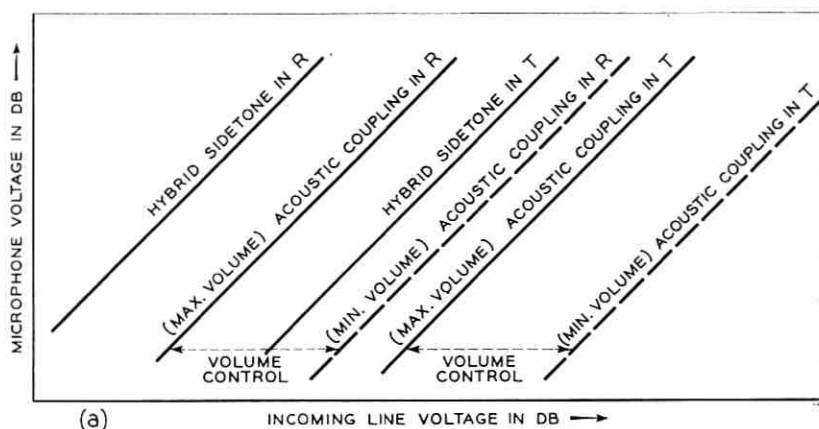 MICROPHONE VOLTAGE IN DB
HYBRID SIDETONE IN R
(MAX. VOLUME) ACOUSTIC COUPLING IN R
HYBRID SIDETONE IN T
(MIN. VOLUME) ACOUSTIC COUPLING IN R
(MAX. VOLUME) ACOUSTIC COUPLING IN T
(MIN. VOLUME) ACOUSTIC COUPLING IN T
VOLUME
CONTROL
VOLUME
CONTROL
(a)
INCOMING LINE VOLTAGE IN DB